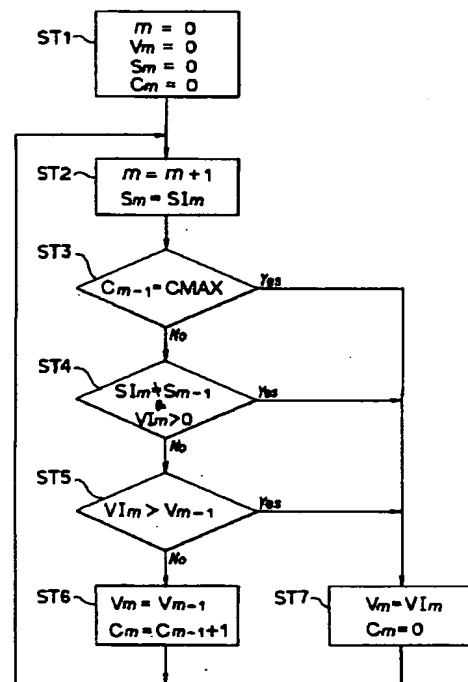 ST1
m = 0
Vm = 0
Sm = 0
Cm = 0
ST2
m = m+1
Sm = SIm
ST3
Cm-1 = CMAX
Yes
No
ST4
SIm ≠ Sm-1
&
VIm > 0
Yes
No
ST5
VIm > Vm-1
Yes
No
ST6
Vm = Vm-1
Cm = Cm-1+1
ST7
Vm = VIm
Cm = 0